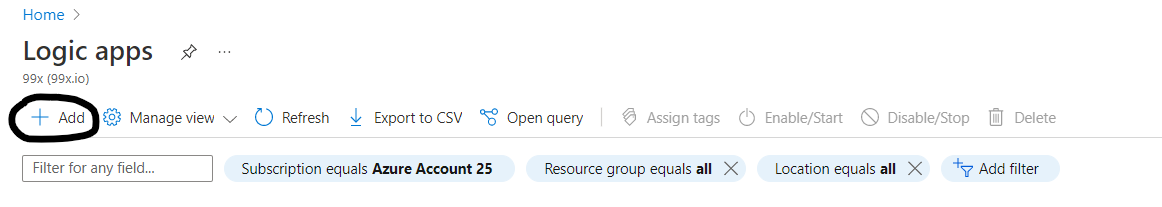 Home
Logic apps
99x (99x.io)
Add Manage view Refresh Export to CSV Open query Assign tags Enable/Start Disable/Stop Delete
Filter for any field... Subscription equals Azure Account 25 Resource group equals all Location equals all Add filter